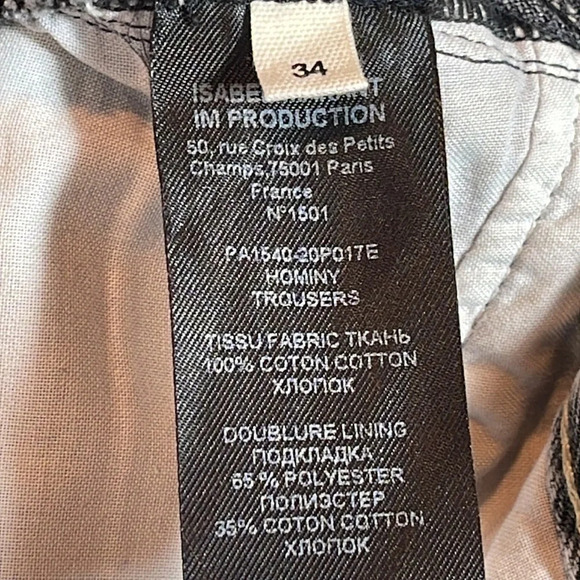 34
IM PRODUCTION
50, rue Croix des Petits
Champs,75001 Paris
France
N°1501
PA1540-20P017E
HOMINY
TROUSERS
TISSU FABRIC ТКАНЬ
100% COTON COTTON
ХЛОПОК
DOUBLURE LINING
ПОДКЛАДКА
65 % POLYESTER
ПОЛИЭСТЕР
35% COTON COTTON
ХЛОПОК